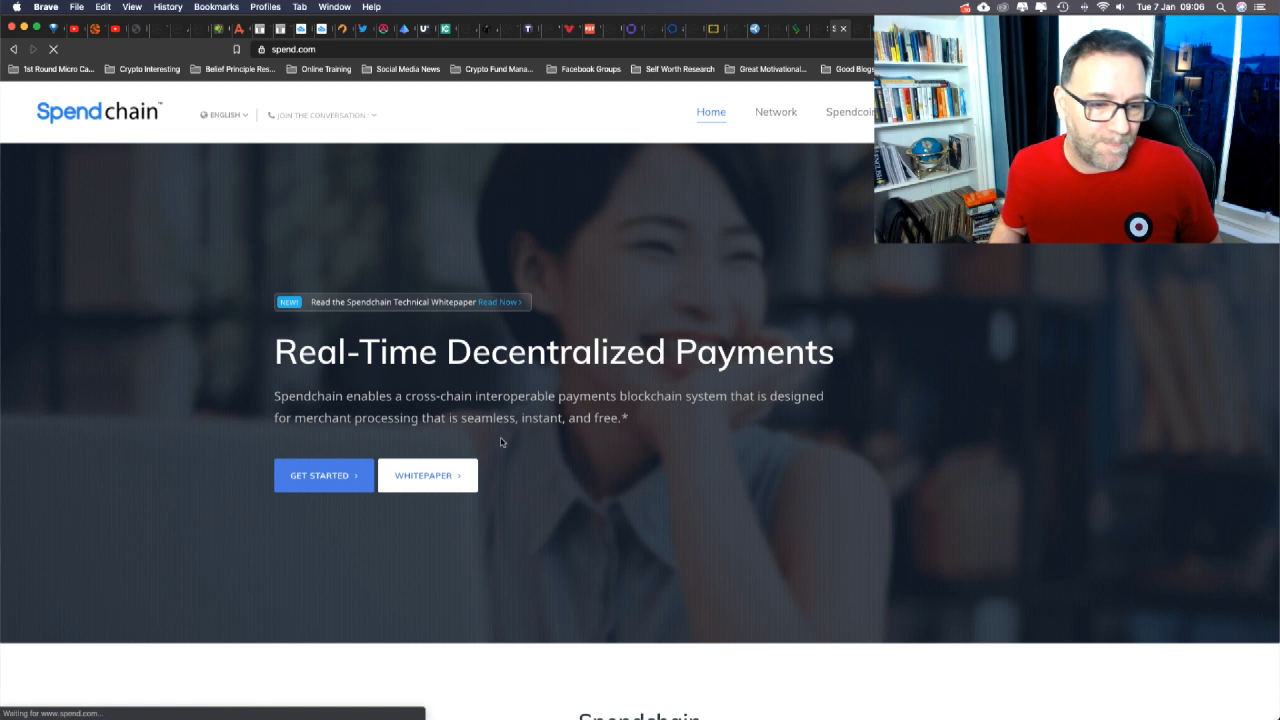 Brave File Edit View History Bookmarks Profiles Tab Window Help
Tue 7 Jan 09:06
spend.com
1st Round Micro Ca... Crypto Interesting Belief Principle Res... Online Training Social Media News Crypto Fund Mana... Facebook Groups Self Worth Research Great Motivational... Good Blog
Spendchain™ ENGLISH JOIN THE CONVERSATION : Home Network Spendcoin
NEW! Read the Spendchain Technical Whitepaper Read Now ›
Real-Time Decentralized Payments
Spendchain enables a cross-chain interoperable payments blockchain system that is designed
for merchant processing that is seamless, instant, and free.*
GET STARTED › WHITEPAPER ›
Spendchain
Waiting for www.spend.com...